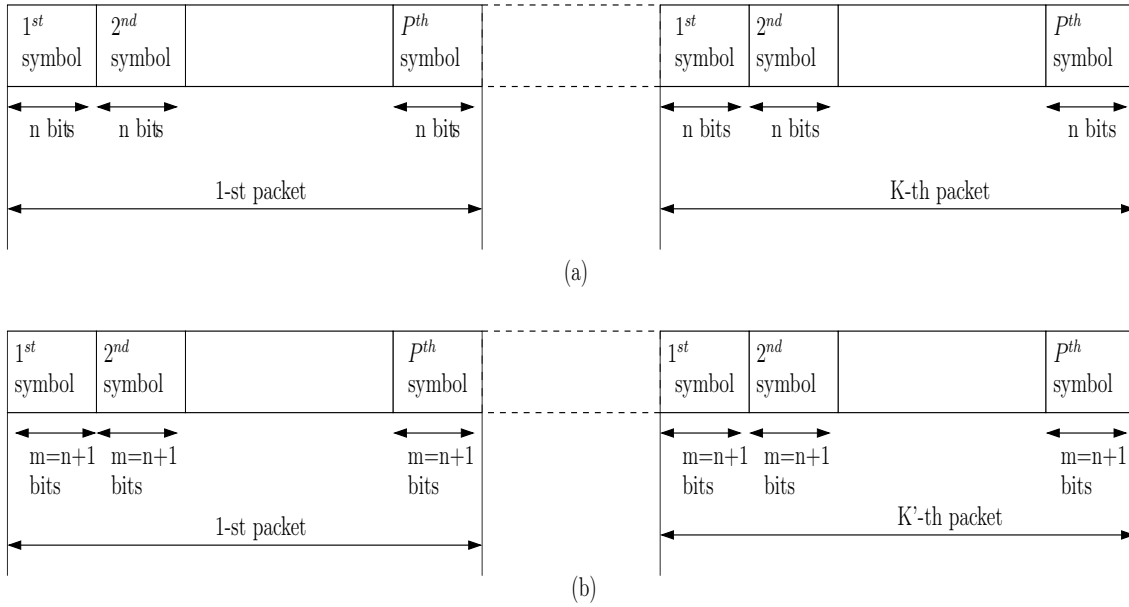 1st 2nd Pth 1st 2nd Pth
symbol symbol symbol symbol symbol symbol
n bits n bits n bits n bits n bits n bits
1-st packet K-th packet
(a)
1st 2nd Pth 1st 2nd Pth
symbol symbol symbol symbol symbol symbol
m=n+1 m=n+1 m=n+1 m=n+1 m=n+1 m=n+1
bits bits bits bits bits bits
1-st packet K'-th packet
(b)